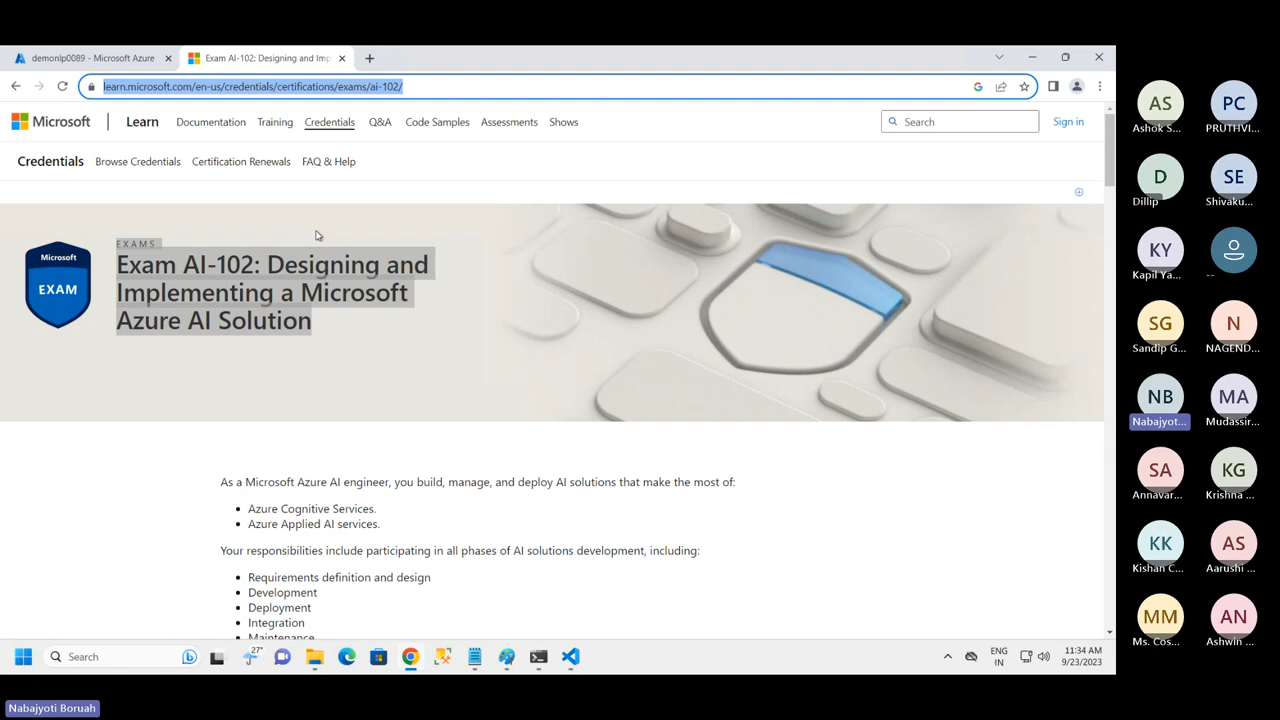 demonlp0089 - Microsoft Azure
Exam AI-102: Designing and Imp
learn.microsoft.com/en-us/credentials/certifications/exams/ai-102/
Microsoft
Learn
Documentation
Training
Credentials
Q&A
Code Samples
Assessments
Shows
Search
Sign in
Credentials
Browse Credentials
Certification Renewals
FAQ & Help
Microsoft
EXAM
EXAMS
Exam AI-102: Designing and
Implementing a Microsoft
Azure AI Solution
As a Microsoft Azure AI engineer, you build, manage, and deploy AI solutions that make the most of:
Azure Cognitive Services.
Azure Applied AI services.
Your responsibilities include participating in all phases of AI solutions development, including:
Requirements definition and design
Development
Deployment
Integration
Maintenance
Search
27°
ENG
IN
11:34 AM
9/23/2023
AS
Ashok S...
PC
PRUTHVI...
D
Dillip
SE
Shivaku...
KY
Kapil Ya...
--
SG
Sandip G...
N
NAGEND...
NB
Nabajyot...
MA
Mudassir...
SA
Annavar...
KG
Krishna ...
KK
Kishan C...
AS
Aarushi ...
MM
Ms. Cos...
AN
Ashwin ...
Nabajyoti Boruah